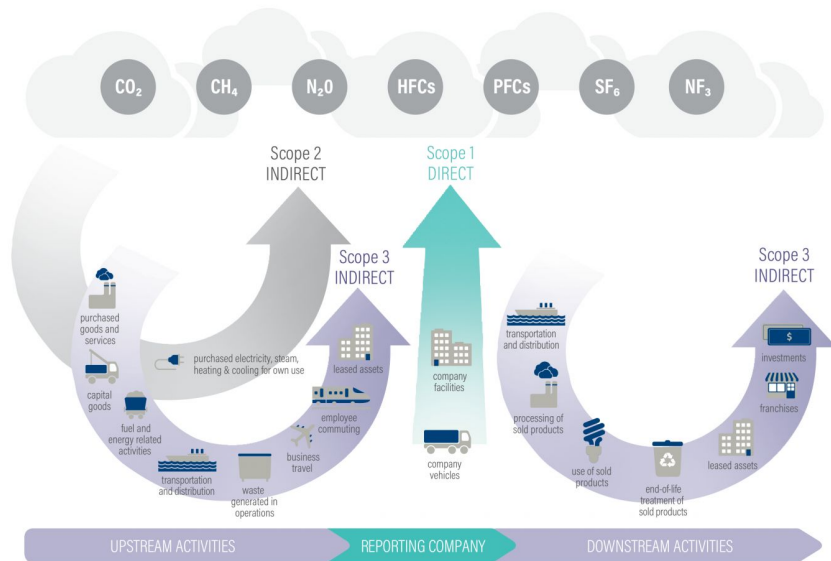 CO₂
CH₄
N₂O
HFCs
PFCs
SF₆
NF₃
Scope 2
INDIRECT
Scope 1
DIRECT
Scope 3
INDIRECT
Scope 3
INDIRECT
purchased
goods and
services
capital
goods
fuel and
energy related
activities
transportation
and distribution
waste
generated in
operations
business
travel
employee
commuting
leased assets
purchased electricity, steam,
heating & cooling for own use
company
facilities
company
vehicles
transportation
and distribution
processing of
sold products
use of sold
products
end-of-life
treatment of
sold products
leased assets
franchises
$
investments
UPSTREAM ACTIVITIES
REPORTING COMPANY
DOWNSTREAM ACTIVITIES